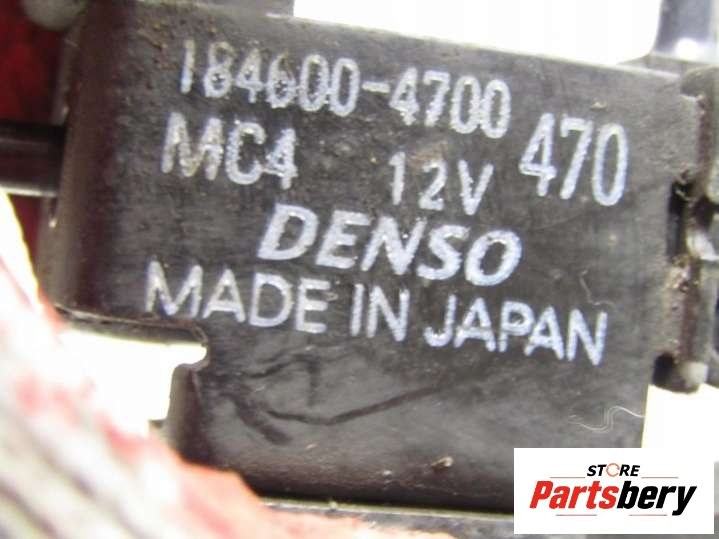 184600-4700 470
MC4 12V
DENSO
MADE IN JAPAN
STORE
Partsbery